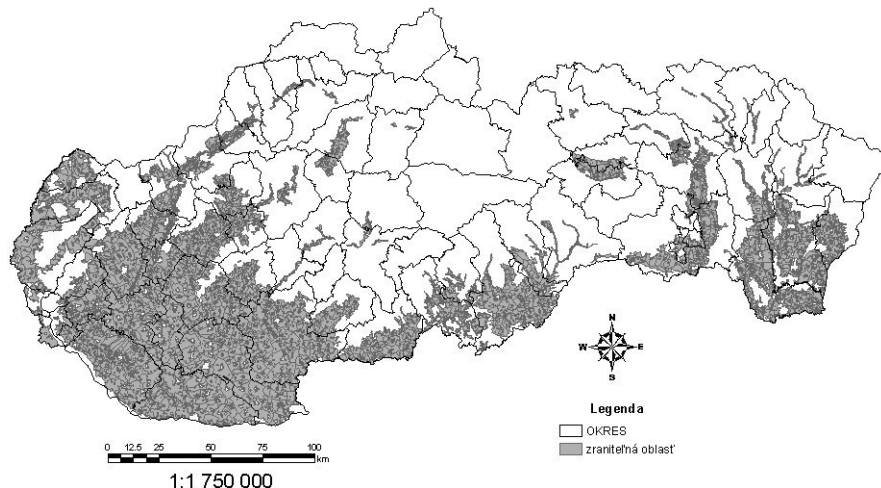 N
W E
S
Legenda
OKRES
zraniteľná oblasť
0 12.5 25 50 75 100
km
1:1 750 000